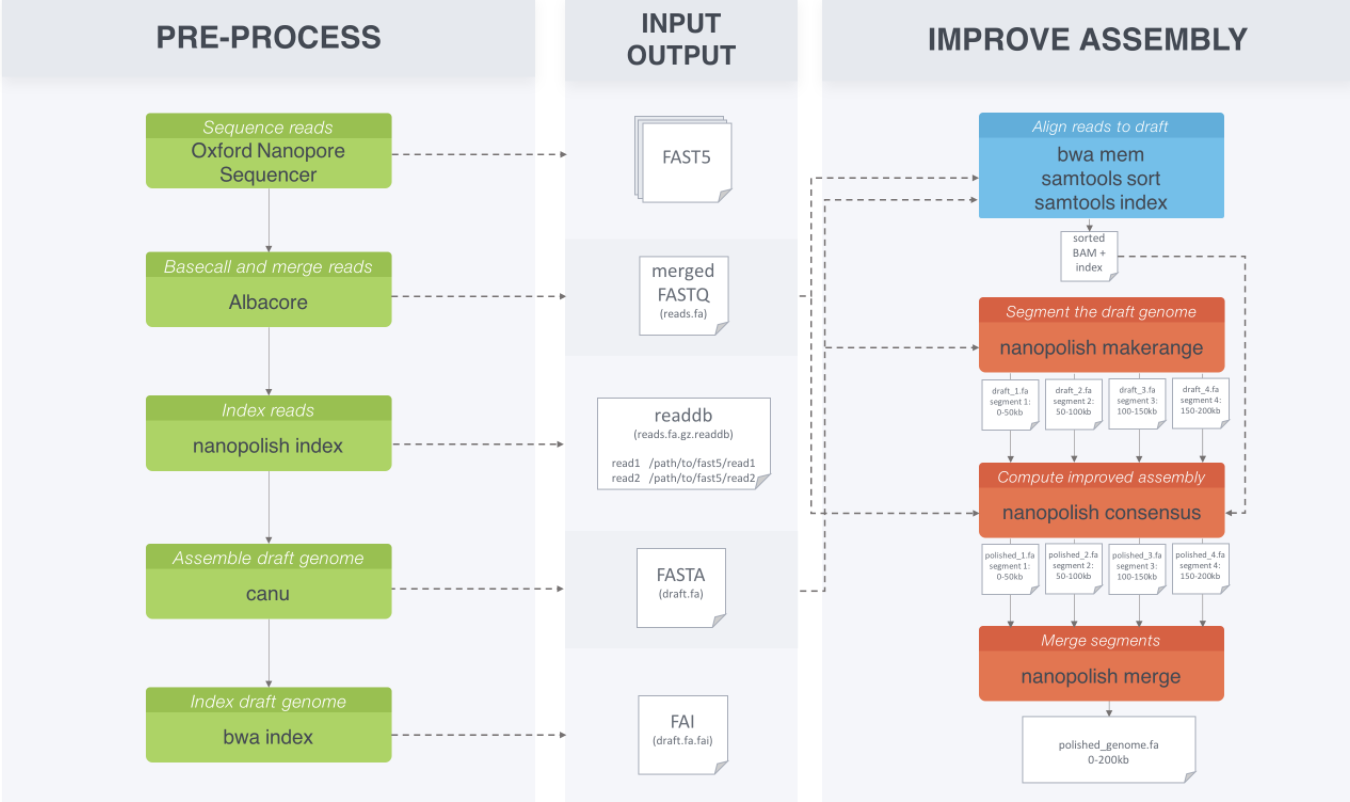 PRE-PROCESS
Sequence reads
Oxford Nanopore
Sequencer
Basecall and merge reads
Albacore
Index reads
nanopolish index
Assemble draft genome
canu
Index draft genome
bwa index
INPUT
OUTPUT
FAST5
merged
FASTQ
(reads.fa)
readdb
(reads.fa.gz.readdb)
read1 /path/to/fast5/read1
read2 /path/to/fast5/read2
FASTA
(draft.fa)
FAI
(draft.fa.fai)
IMPROVE ASSEMBLY
Align reads to draft
bwa mem
samtools sort
samtools index
sorted
BAM +
index
Segment the draft genome
nanopolish makerange
draft_1.fa
segment 1:
0-50kb
draft_2.fa
segment 2:
50-100kb
draft_3.fa
segment 3:
100-150kb
draft_4.fa
segment 4:
150-200kb
Compute improved assembly
nanopolish consensus
polished_1.fa
segment 1:
0-50kb
polished_2.fa
segment 2:
50-100kb
polished_3.fa
segment 3:
100-150kb
polished_4.fa
segment 4:
150-200kb
Merge segments
nanopolish merge
polished_genome.fa
0-200kb